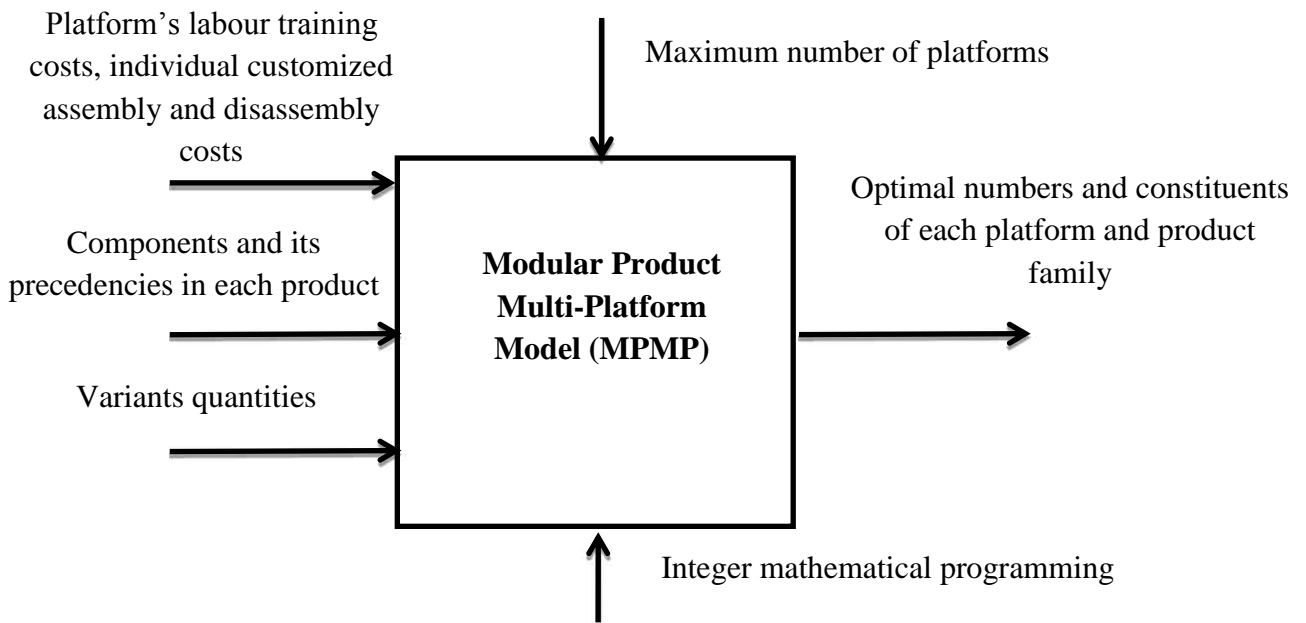 Platform’s labour training
costs, individual customized
assembly and disassembly
costs
Maximum number of platforms
Components and its
precedencies in each product
Variants quantities
Modular Product
Multi-Platform
Model (MPMP)
Optimal numbers and constituents
of each platform and product
family
Integer mathematical programming